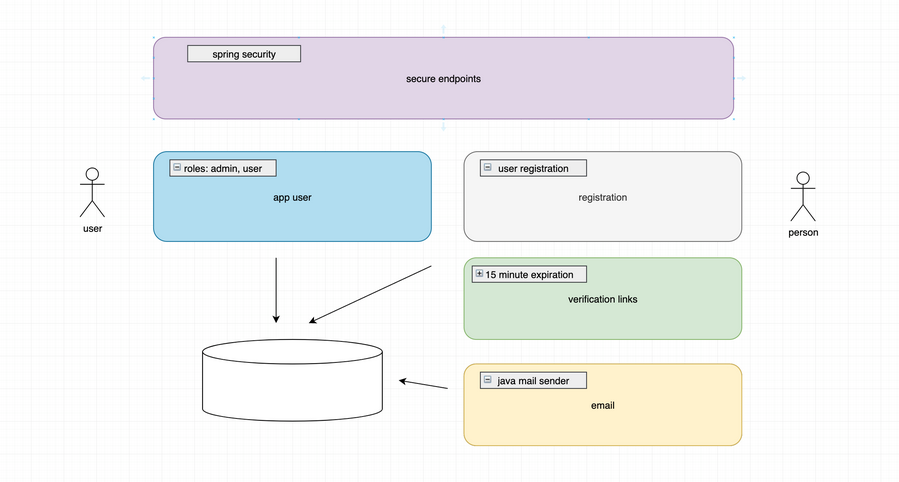 spring security
secure endpoints
roles: admin, user
app user
user registration
registration
user
person
15 minute expiration
verification links
java mail sender
email